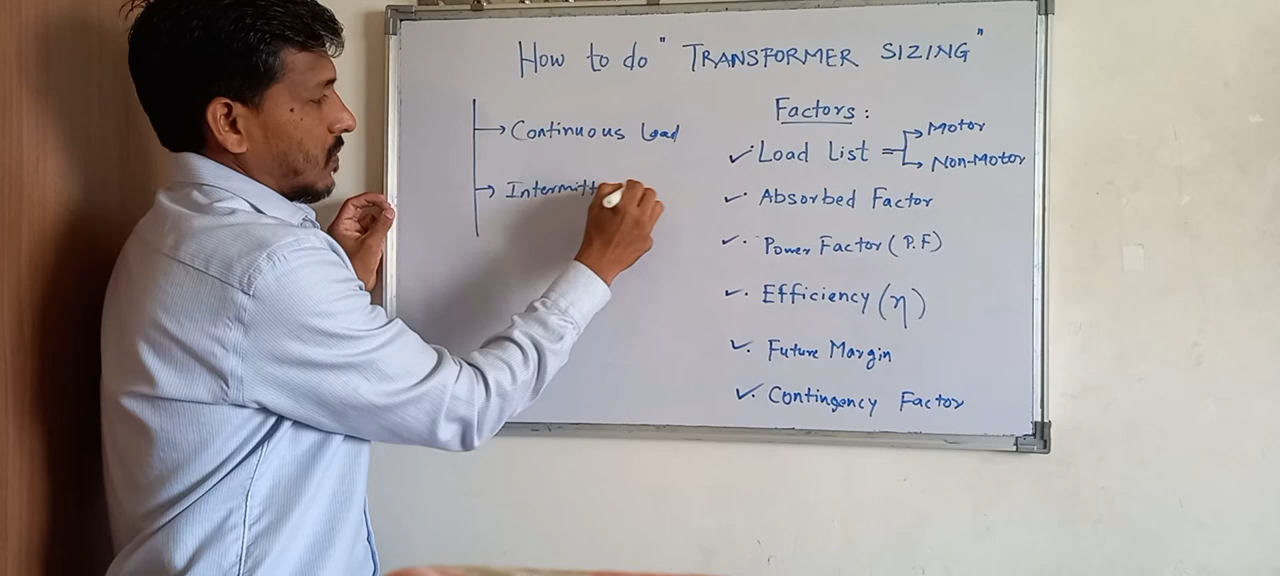 How to do "TRANSFORMER SIZING"
Continuous Load
Intermitt
Factors:
Load List = Motor
Non-Motor
Absorbed Factor
Power Factor (P.F)
Efficiency (η)
Future Margin
Contingency Factor